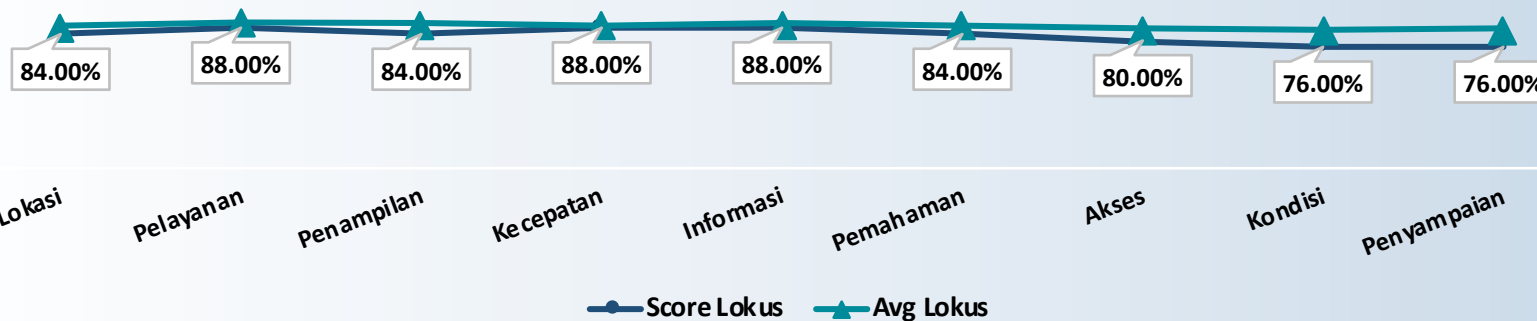 84.00%
88.00%
84.00%
88.00%
88.00%
84.00%
80.00%
76.00%
76.00%
Lokasi
Pelayanan
Penampilan
Kecepatan
Informasi
Pemahaman
Akses
Kondisi
Penyampaian
Score Lokus
Avg Lokus